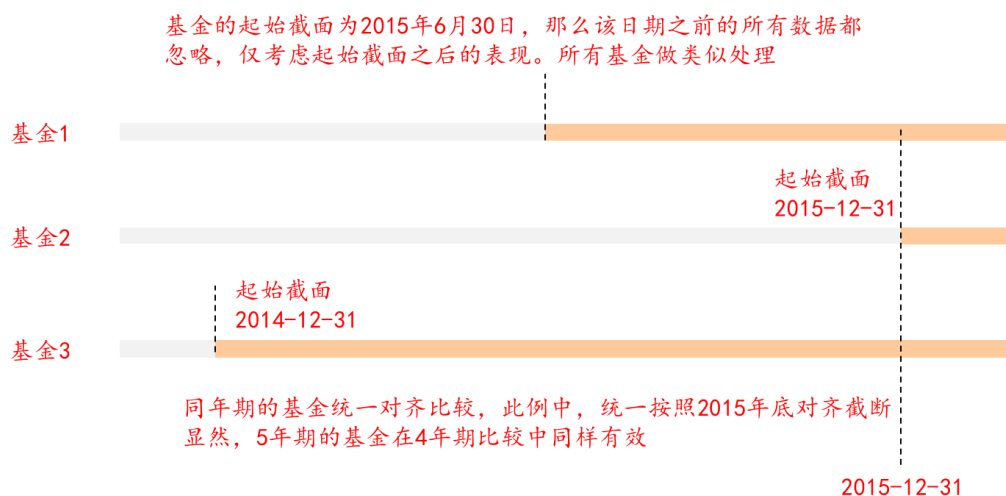 基金的起始截面为2015年6月30日，那么该日期之前的所有数据都
忽略，仅考虑起始截面之后的表现。所有基金做类似处理
基金1
起始截面
2015-12-31
基金2
起始截面
2014-12-31
基金3
同年期的基金统一对齐比较，此例中，统一按照2015年底对齐截断
显然，5年期的基金在4年期比较中同样有效
2015-12-31